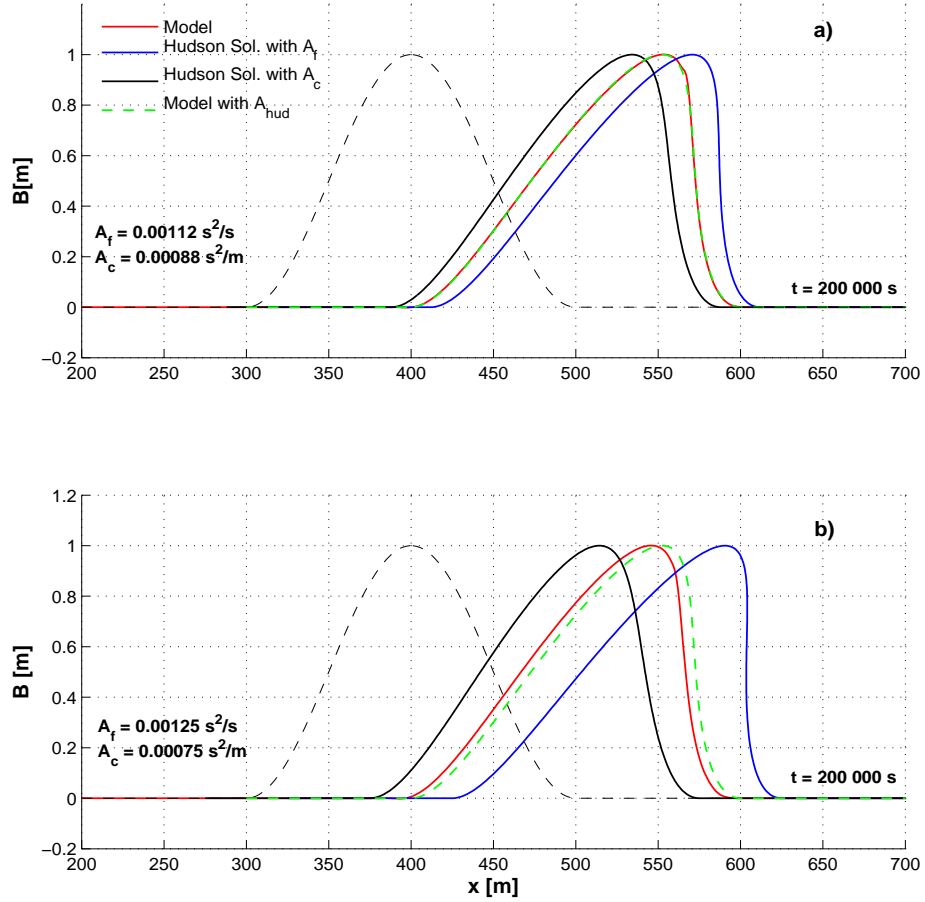 a)
Model
Hudson Sol. with A_f
Hudson Sol. with A_c
Model with A_hud
1
0.8
0.6
0.4
0.2
0
−0.2
B[m]
A_f = 0.00112 s^2/s
A_c = 0.00088 s^2/m
t = 200 000 s
200 250 300 350 400 450 500 550 600 650 700
b)
1.2
1
0.8
0.6
0.4
0.2
0
−0.2
B [m]
A_f = 0.00125 s^2/s
A_c = 0.00075 s^2/m
t = 200 000 s
200 250 300 350 400 450 500 550 600 650 700
x [m]